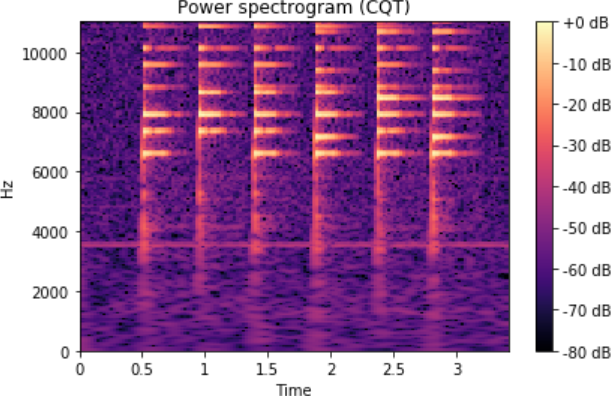 Power spectrogram (CQT)
10000
8000
6000
4000
2000
0
Hz
0 0.5 1 1.5 2 2.5 3
Time
+0 dB
-10 dB
-20 dB
-30 dB
-40 dB
-50 dB
-60 dB
-70 dB
-80 dB